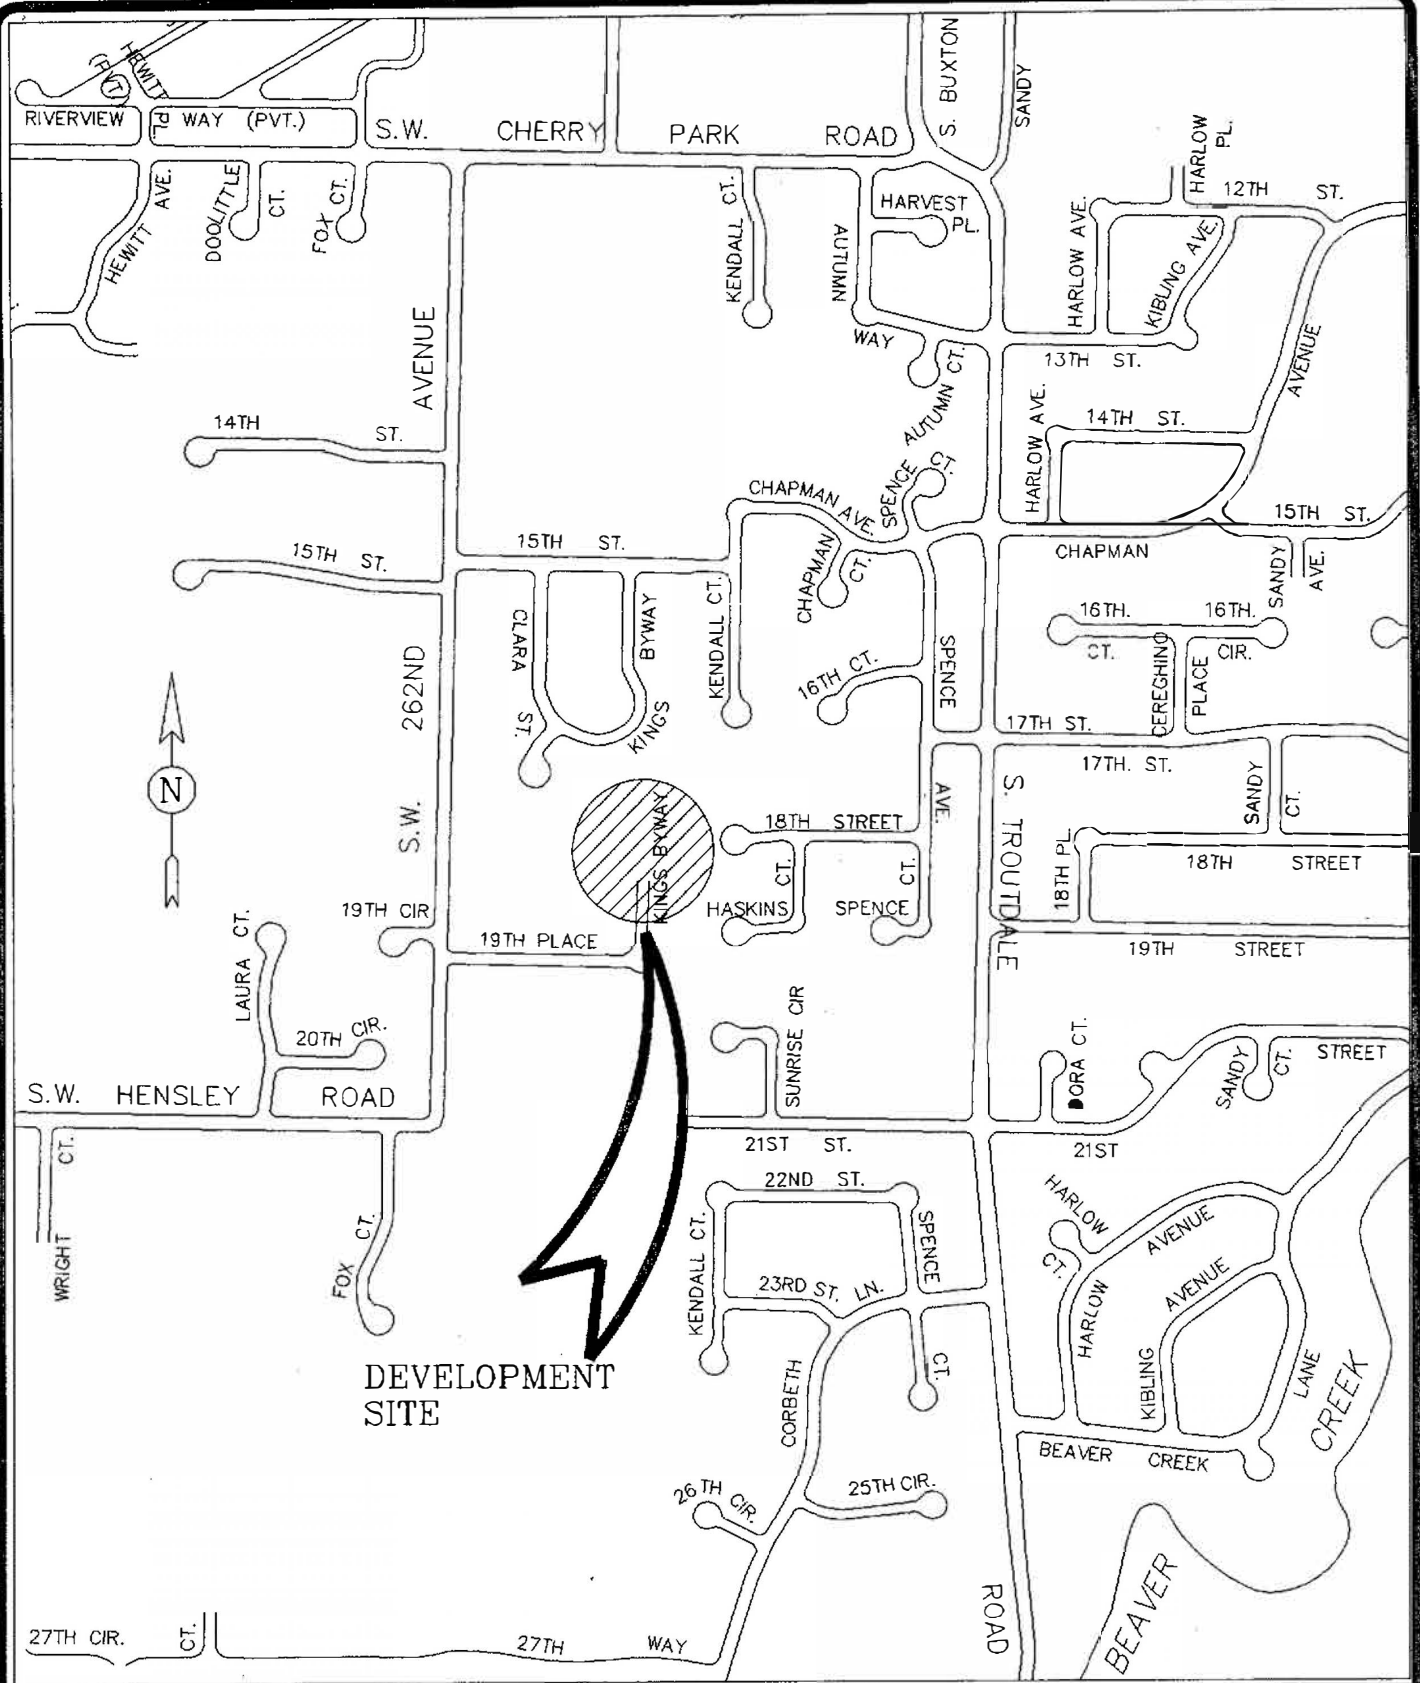 HEWITT
(PVT.)
RIVERVIEW
PL.
WAY (PVT.)
S.W. CHERRY PARK ROAD
S. BUXTON
SANDY
HARLOW
PL.
12TH ST.
HEWITT
AVE.
DOOLITTLE
CT.
FOX
CT.
KENDALL CT.
HARVEST
PL.
AUTUMN
WAY
HARLOW AVE.
KIBLING AVE.
AVENUE
13TH ST.
AUTUMN CT.
AVENUE
14TH ST.
HARLOW AVE.
14TH ST.
SPENCE CT.
CHAPMAN AVE.
15TH ST.
15TH ST.
15TH ST.
CHAPMAN
CHAPMAN
CT.
SANDY
AVE.
CLARA
ST.
BYWAY
KINGS
KENDALL CT.
SPENCE
16TH CT.
16TH.
CT.
16TH.
CIR.
CEREGHINO
PLACE
S.W. 262ND
17TH ST.
17TH. ST.
N
KINGS BYWAY
18TH STREET
AVE.
S. TROUTDALE
SANDY
CT.
18TH PL.
18TH STREET
HASKINS
CT.
SPENCE
CT.
19TH CIR
19TH PLACE
19TH STREET
LAURA CT.
20TH CIR.
SUNRISE CIR
DORA CT.
SANDY
CT.
STREET
S.W. HENSLEY ROAD
21ST ST.
21ST
WRIGHT
CT.
FOX
CT.
22ND ST.
KENDALL CT.
SPENCE
CT.
23RD ST.
LN.
HARLOW
CT.
HARLOW
AVENUE
AVENUE
KIBLING
LANE
CREEK
DEVELOPMENT
SITE
CORBETH
BEAVER CREEK
26TH CIR.
25TH CIR.
BEAVER
ROAD
27TH CIR.
CT.
27TH WAY